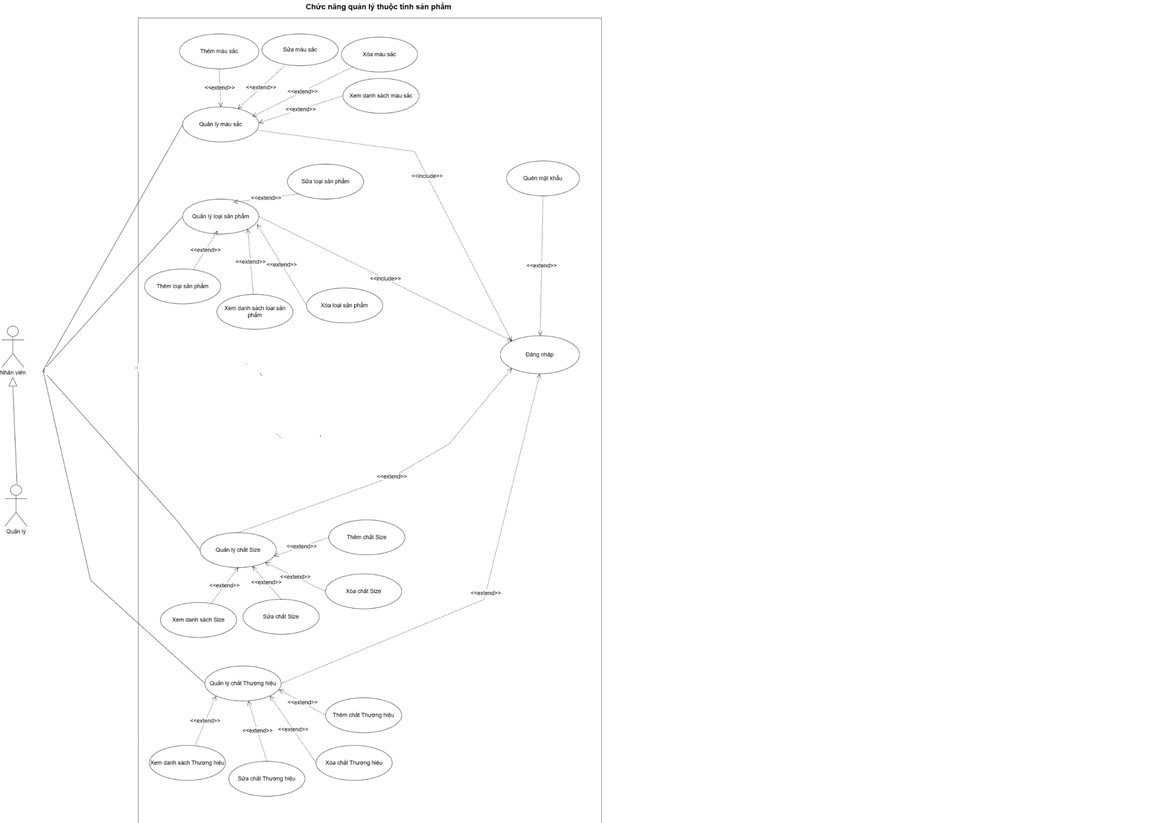 Chức năng quản lý thuộc tính sản phẩm
Thêm màu sắc
Sửa màu sắc
Xóa màu sắc
<<extend>>
<<extend>>
<<extend>>
Xem danh sách màu sắc
<<extend>>
Quản lý màu sắc
<<include>>
Quên mật khẩu
Sửa loại sản phẩm
<<extend>>
Quản lý loại sản phẩm
<<extend>>
<<extend>>
<<extend>>
<<extend>>
<<include>>
Thêm loại sản phẩm
Xem danh sách loại sản
phẩm
Xóa loại sản phẩm
Đăng nhập
Nhân viên
<<extend>>
Quản lý
Thêm chất Size
<<extend>>
Quản lý chất Size
<<extend>>
<<extend>>
<<extend>>
Xóa chất Size
<<extend>>
Xem danh sách Size
Sửa chất Size
Quản lý chất Thương hiệu
<<extend>>
Thêm chất Thương hiệu
<<extend>>
<<extend>>
<<extend>>
Xem danh sách Thương hiệu
Xóa chất Thương hiệu
Sửa chất Thương hiệu